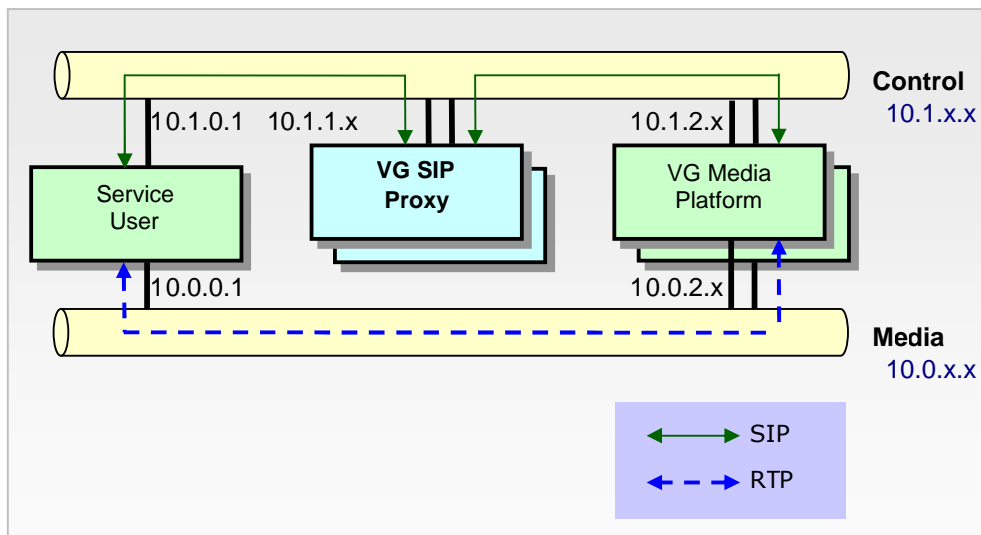 Control
10.1.x.x
10.1.0.1
10.1.1.x
10.1.2.x
Service
User
VG SIP
Proxy
VG Media
Platform
10.0.0.1
10.0.2.x
Media
10.0.x.x
SIP
RTP